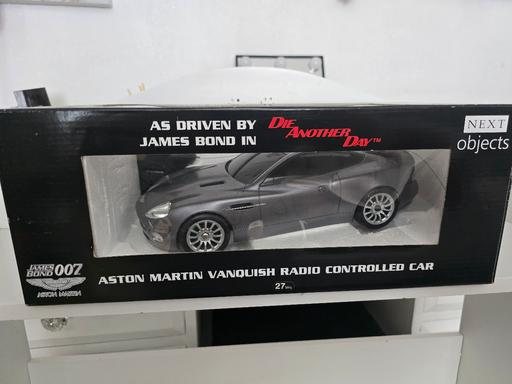 AS DRIVEN BY
JAMES BOND IN
DIE
ANOTHER
DAY™
NEXT
objects
JAMES
BOND 007
ASTON MARTIN
ASTON MARTIN VANQUISH RADIO CONTROLLED CAR
27MHz